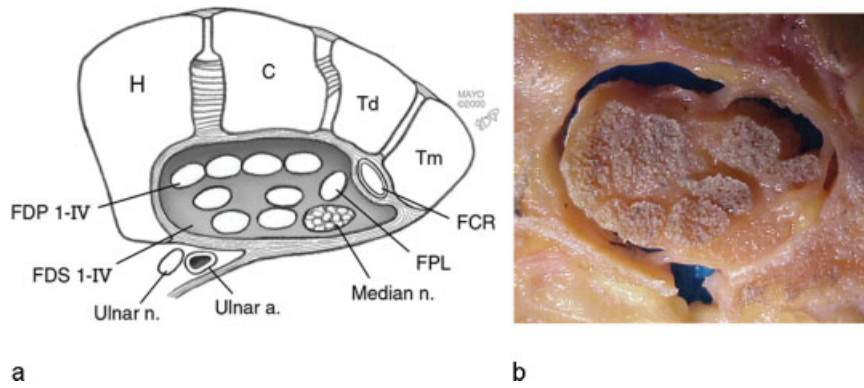 H
C
Td
Tm
MAYO
©2000
FDP 1-IV
FDS 1-IV
Ulnar n.
Ulnar a.
Median n.
FPL
FCR
a
b